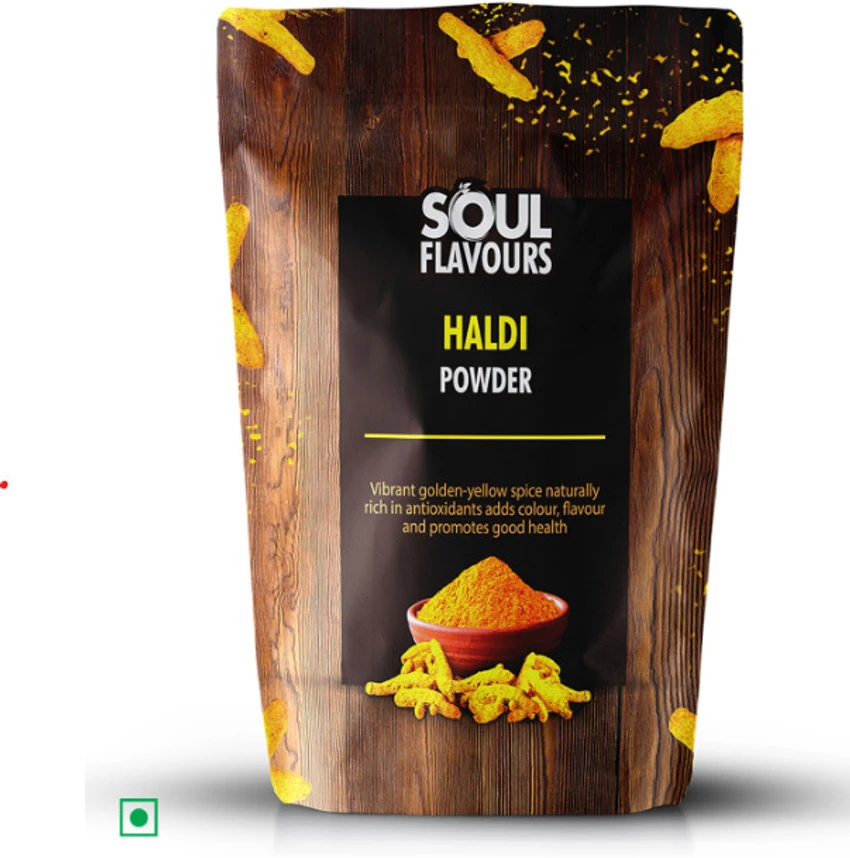 SOUL
FLAVOURS
HALDI
POWDER
Vibrant golden-yellow spice naturally
rich in antioxidants adds colour, flavour
and promotes good health